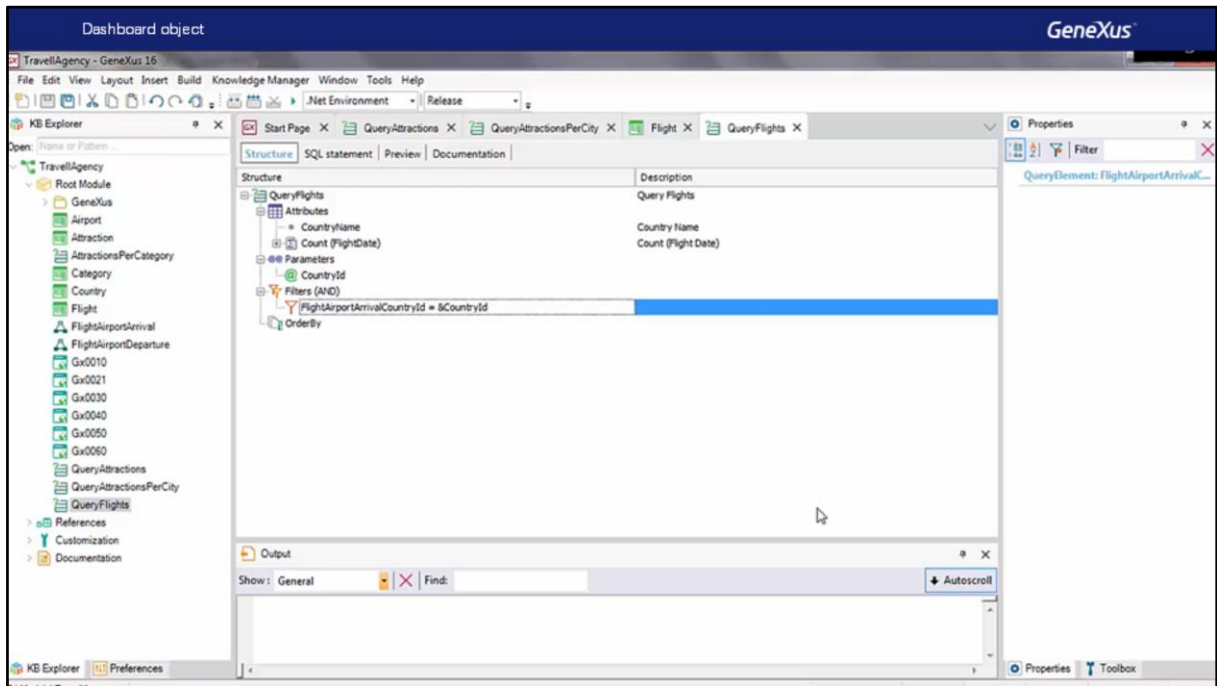 Dashboard object
GeneXus™
TravellAgency - GeneXus 16
File Edit View Layout Insert Build Knowledge Manager Window Tools Help
.Net Environment Release
KB Explorer
Open: Name or Pattern ...
TravellAgency
Root Module
GeneXus
Airport
Attraction
AttractionsPerCategory
Category
Country
Flight
FlightAirportArrival
FlightAirportDeparture
Gx0010
Gx0021
Gx0030
Gx0040
Gx0050
Gx0060
QueryAttractions
QueryAttractionsPerCity
QueryFlights
References
Customization
Documentation
KB Explorer Preferences
Start Page QueryAttractions QueryAttractionsPerCity Flight QueryFlights
Structure SQL statement Preview Documentation
Structure Description
QueryFlights Query Flights
Attributes
CountryName Country Name
Count (FlightDate) Count (Flight Date)
Parameters
CountryId
Filters (AND)
FlightAirportArrivalCountryId = &CountryId
OrderBy
Output
Show: General Find: Autoscroll
Properties
Filter
QueryElement: FlightAirportArrivalC...
Properties Toolbox